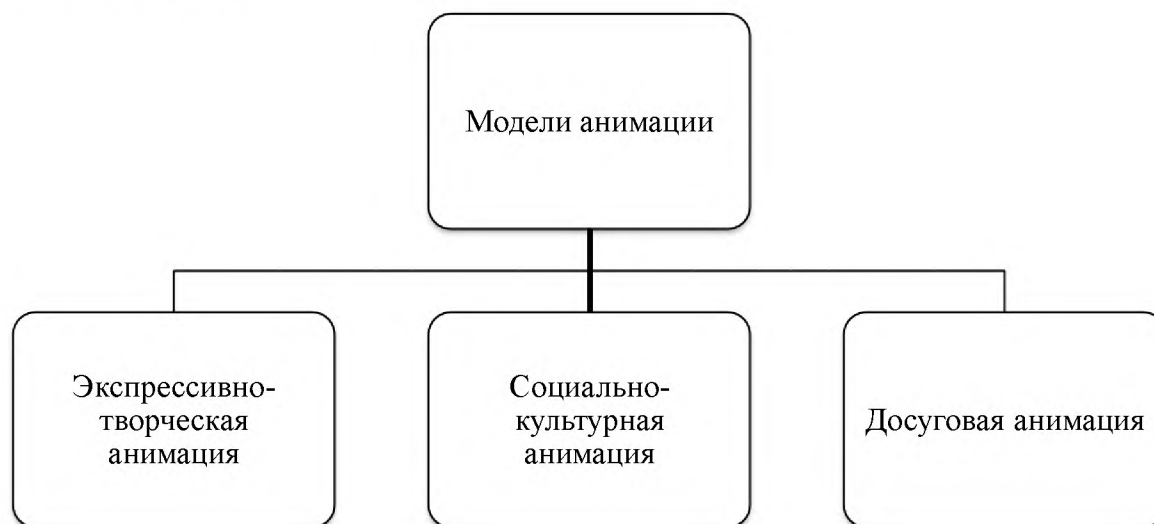 Модели анимации
Экспрессивно-
творческая
анимация
Социально-
культурная
анимация
Досуговая анимация